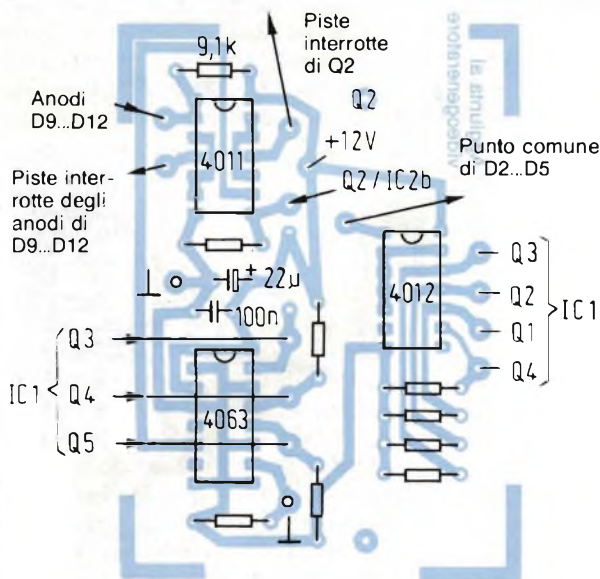 Piste
interrotte
di Q2
9,1k
Q2
Anodi
D9...D12
+12V
4011
Punto comune
di D2...D5
Piste inter-
rotte degli
anodi di
D9...D12
Q2 / IC2b
Q3
4012
Q2
IC1
Q1
Q4
+ 22µ
100n
Q3
IC1
Q4
4063
Q5
videogeneratore